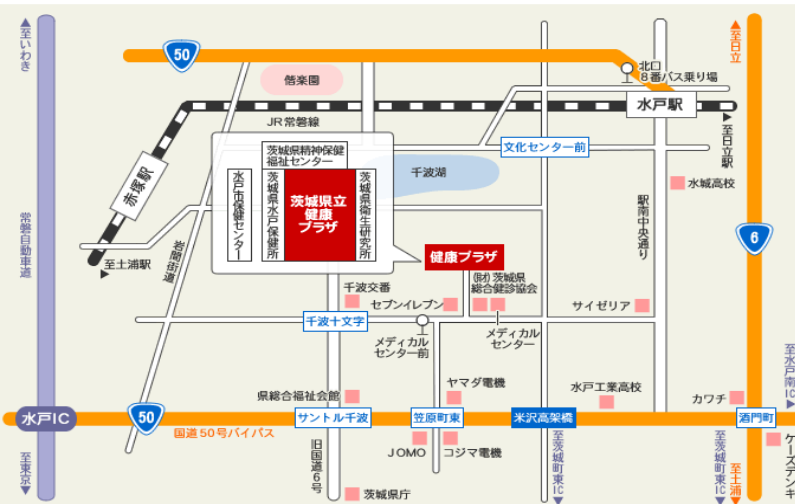 ▲至いわき
50
▲至日立
北口
8番バス乗り場
偕楽園
水戸駅
JR常磐線
▼至日立駅
文化センター前
茨城県精神保健
福祉センター
水戸市保健センター
茨城県水戸保健所
茨城県立
健康
プラザ
茨城県衛生研究所
千波湖
水城高校
赤塚駅
常磐自動車道
岩間街道
駅南中央通り
6
至土浦駅
▼
健康プラザ
千波交番
セブンイレブン
(財)茨城県
総合健診協会
サイゼリア
千波十文字
メディカル
センター前
メディカル
センター
至水戸南IC▼
ヤマダ電機
水戸工業高校
県総合福祉会館
カワチ
水戸IC
50
サントル千波
笠原町東
米沢高架橋
酒門町
国道50号バイパス
旧国道6号
JOMO
コジマ電機
ケーズデンキ
至東京▼
▼至茨城町東IC
至茨城町東IC▼
至土浦▼
茨城県庁